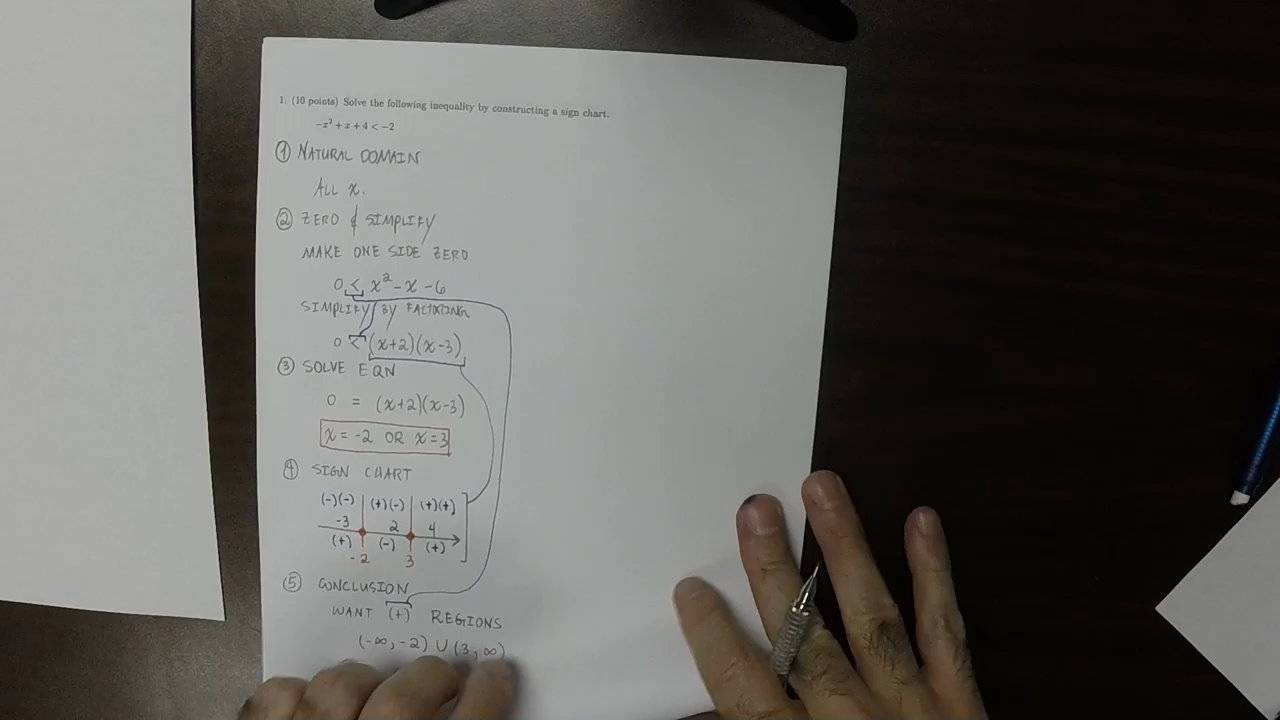 1. (10 points) Solve the following inequality by constructing a sign chart.
−x² + x + 4 < −2
① NATURAL DOMAIN
ALL x.
② ZERO & SIMPLIFY
MAKE ONE SIDE ZERO
0 < x² − x − 6
SIMPLIFY BY FACTORING
0 < (x+2)(x−3)
③ SOLVE EQN
0 = (x+2)(x−3)
x = −2 OR x = 3
④ SIGN CHART
(−)(−) (+)(−) (+)(+)
−3 2 4
(+) (−) (+)
−2 3
⑤ CONCLUSION
WANT (+) REGIONS
(−∞, −2) ∪ (3, ∞)